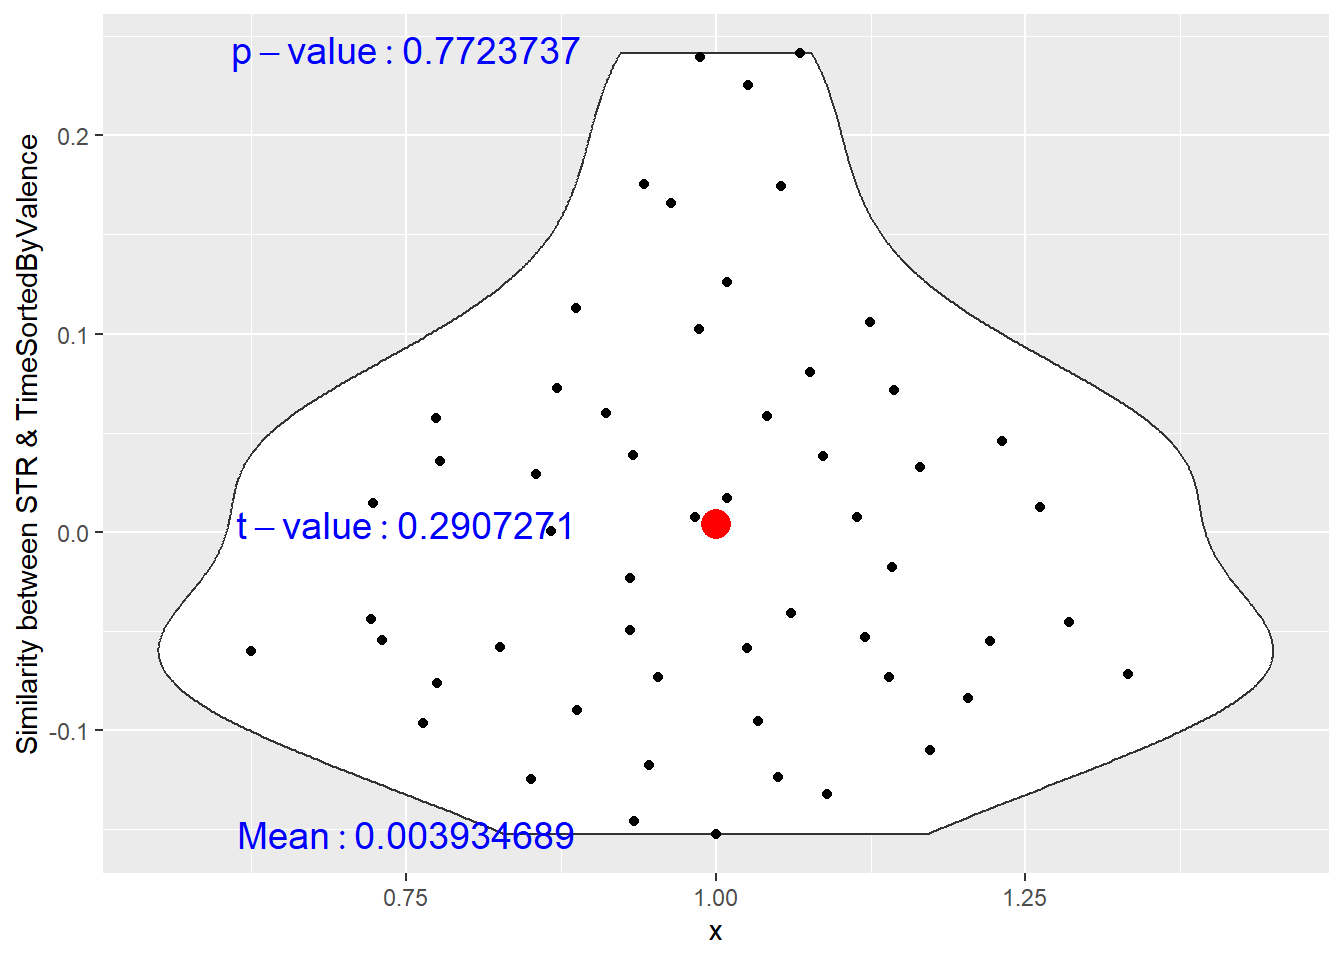 p – value : 0.7723737
0.2
0.1
t – value : 0.2907271
0.0
-0.1
Mean : 0.003934689
0.75
1.00
1.25
x
Similarity between STR & TimeSortedByValence